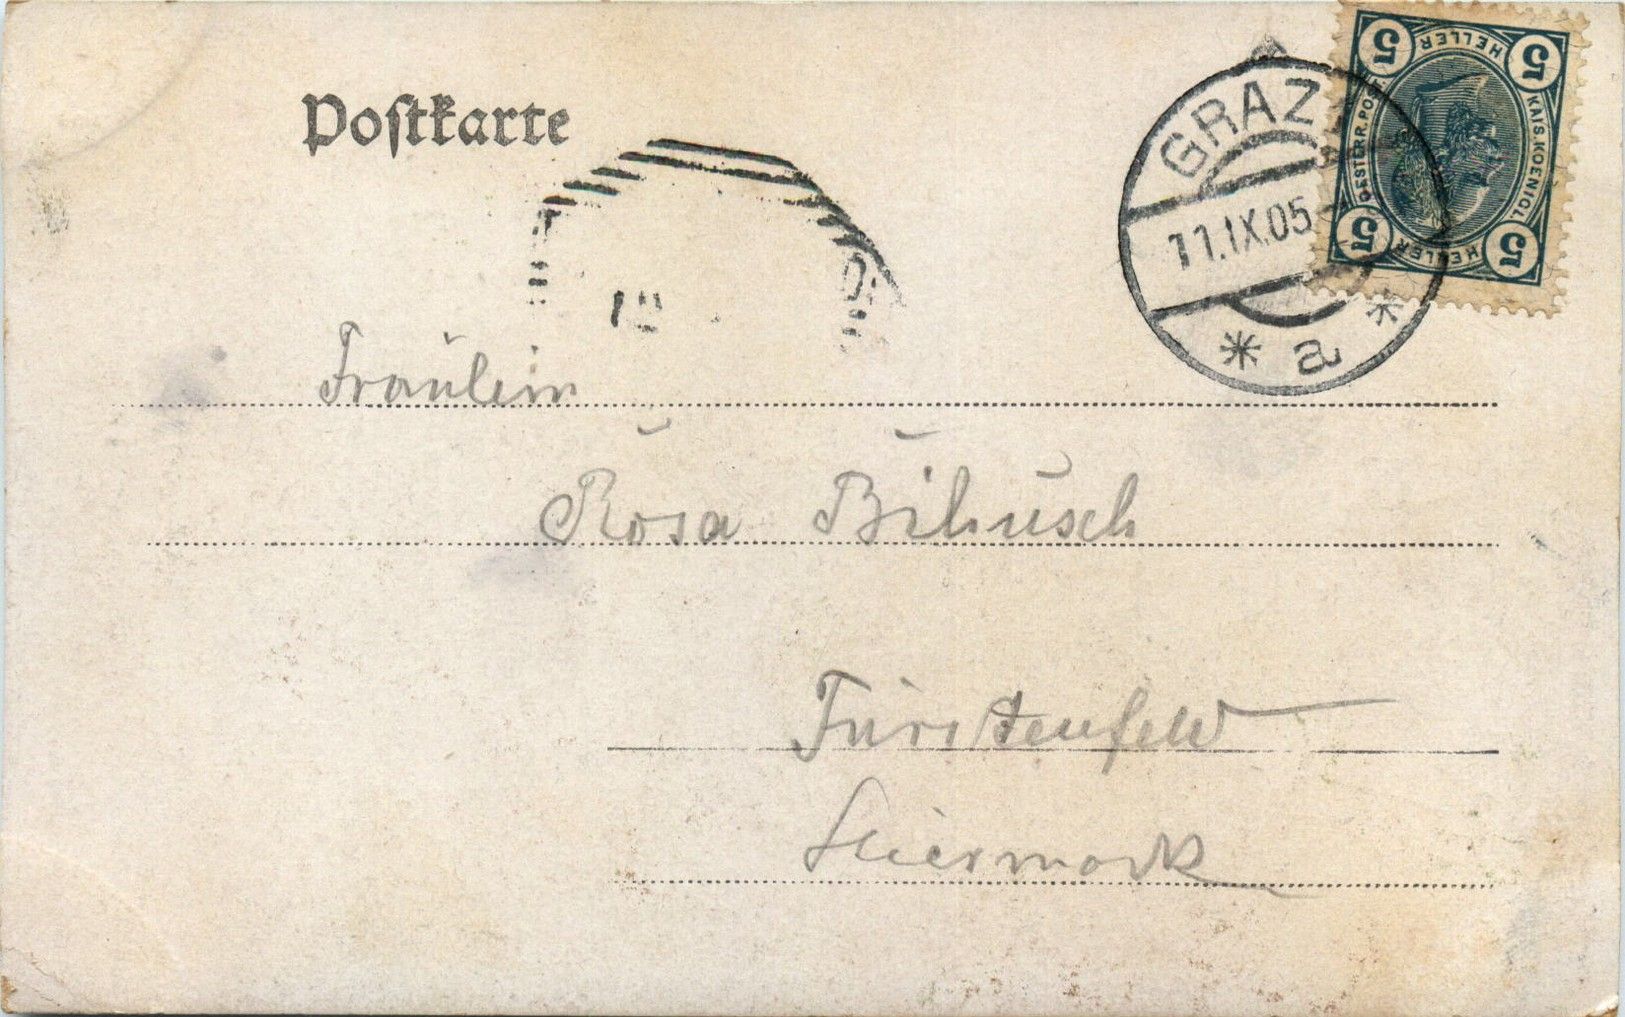 Postkarte
GRAZ
11.IX.05
* a *
5 HELLER 5
OESTERR. POST
KAIS. KOENIGL
5 HELLER 5
Fräulein
Rosa
Fürstenfeld
Steiermark